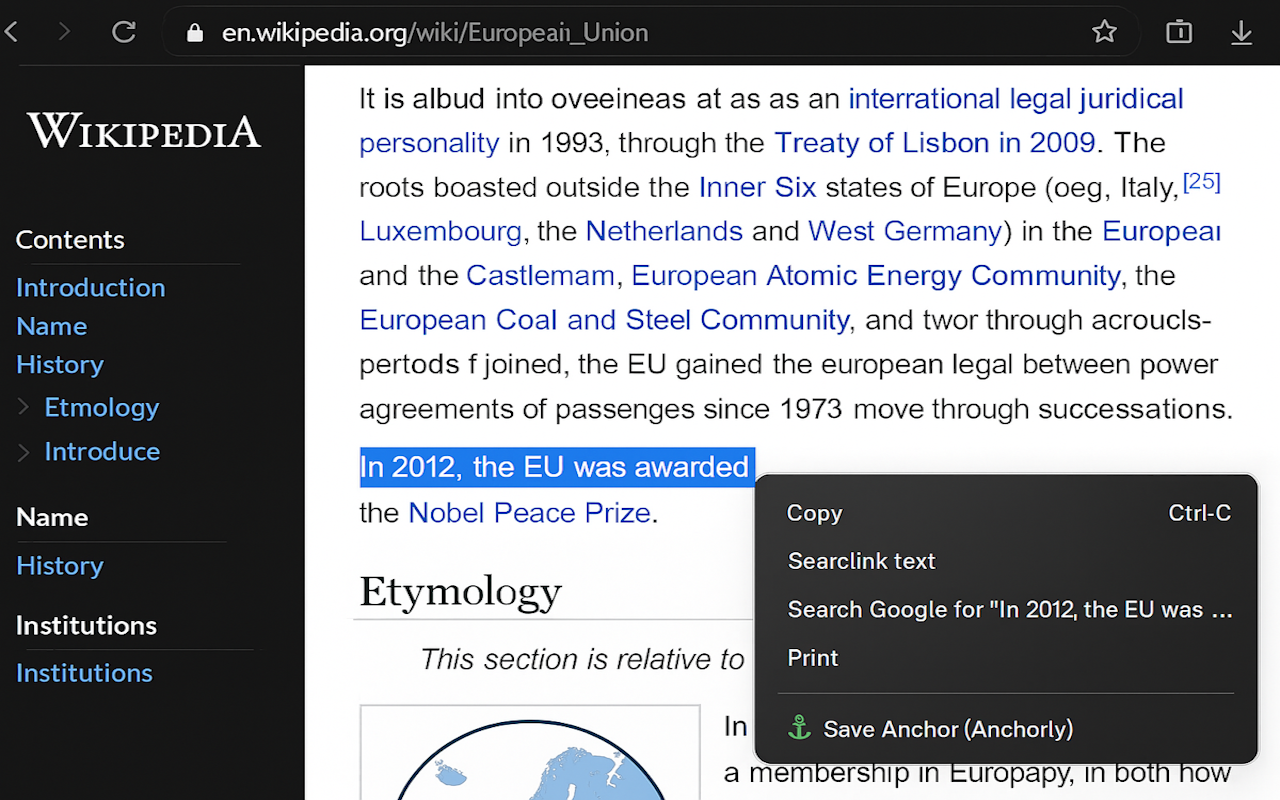 en.wikipedia.org/wiki/Europeaii_Union
WIKIPEDIA
Contents
Introduction
Name
History
Etmology
Introduce
Name
History
Institutions
Institutions
It is albud into oveeineas at as as an interrational legal juridical
personality in 1993, through the Treaty of Lisbon in 2009. The
roots boasted outside the Inner Six states of Europe (oeg, Italy,[25]
Luxembourg, the Netherlands and West Germany) in the Europeaı
and the Castlemam, European Atomic Energy Community, the
European Coal and Steel Community, and twor through acroucls-
pertods f joined, the EU gained the european legal between power
agreements of passenges since 1973 move through successations.
In 2012, the EU was awarded
the Nobel Peace Prize.
Etymology
This section is relative to
In
a membership in Europapy, in both how
Copy Ctrl-C
Searclink text
Search Google for "In 2012, the EU was ...
Print
Save Anchor (Anchorly)